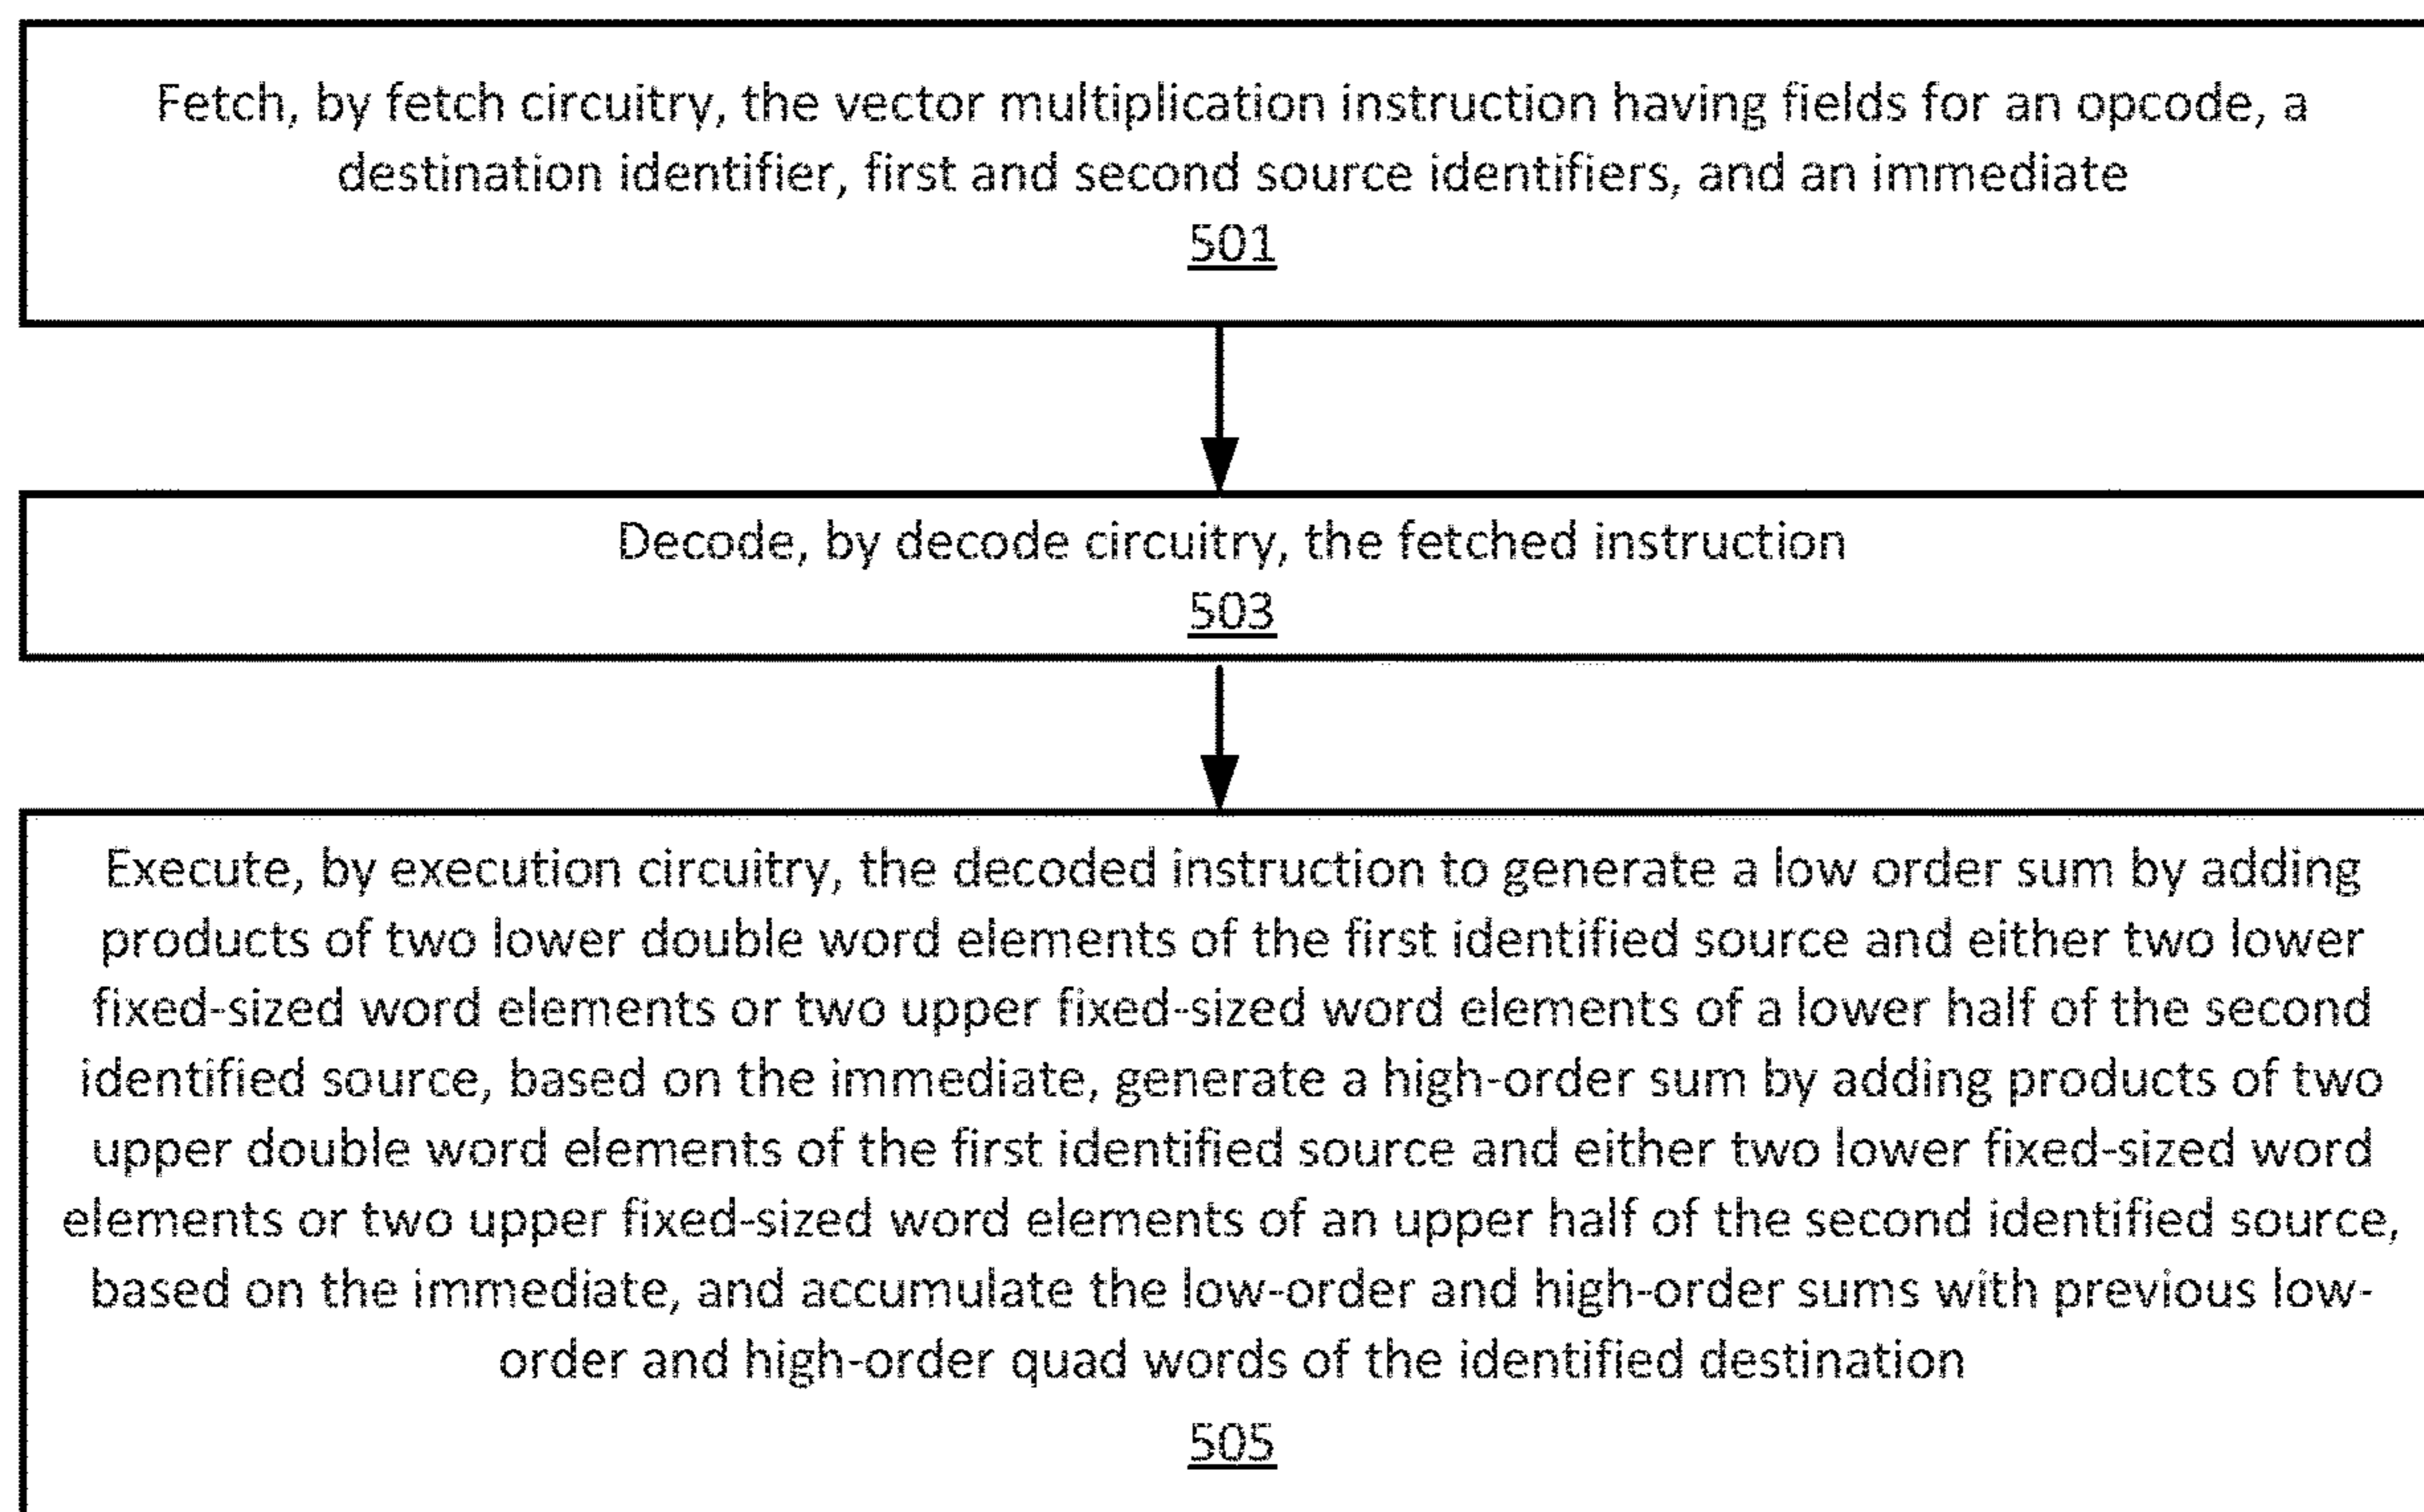 Fetch, by fetch circuitry, the vector multiplication instruction having fields for an opcode, a
destination identifier, first and second source identifiers, and an immediate
501
Decode, by decode circuitry, the fetched instruction
503
Execute, by execution circuitry, the decoded instruction to generate a low order sum by adding
products of two lower double word elements of the first identified source and either two lower
fixed-sized word elements or two upper fixed-sized word elements of a lower half of the second
identified source, based on the immediate, generate a high-order sum by adding products of two
upper double word elements of the first identified source and either two lower fixed-sized word
elements or two upper fixed-sized word elements of an upper half of the second identified source,
based on the immediate, and accumulate the low-order and high-order sums with previous low-
order and high-order quad words of the identified destination
505